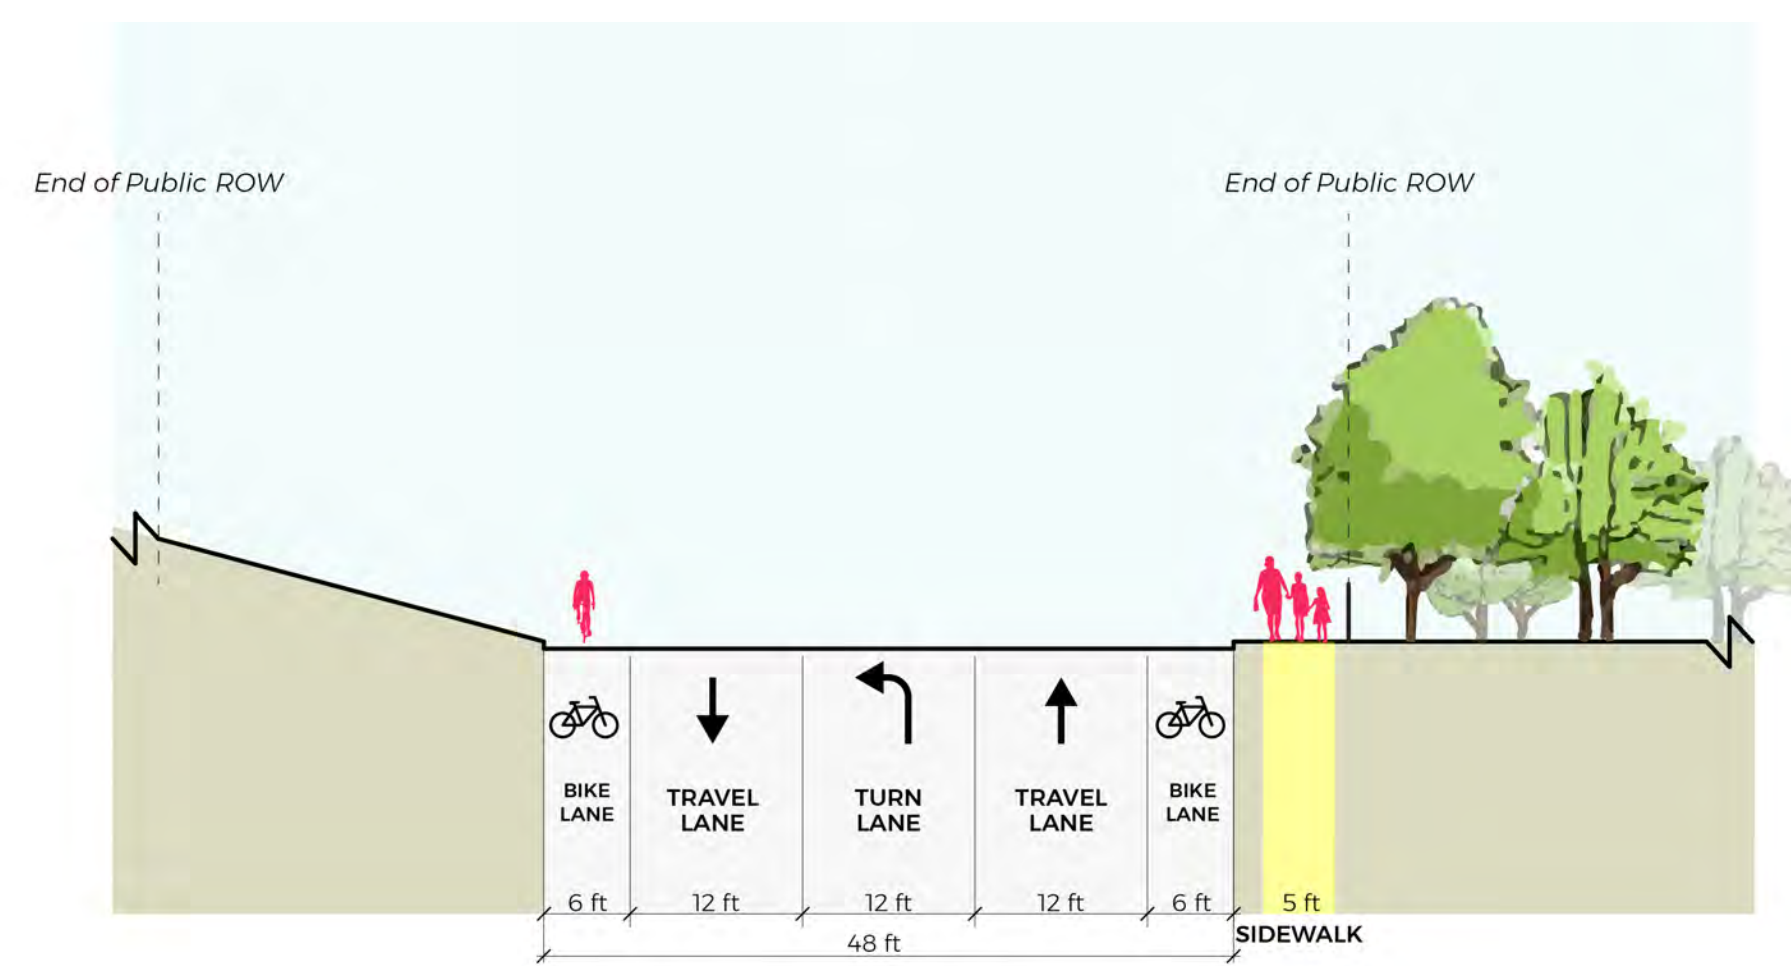 End of Public ROW
End of Public ROW
BIKE
LANE
TRAVEL
LANE
TURN
LANE
TRAVEL
LANE
BIKE
LANE
6 ft
12 ft
12 ft
12 ft
6 ft
5 ft
SIDEWALK
48 ft